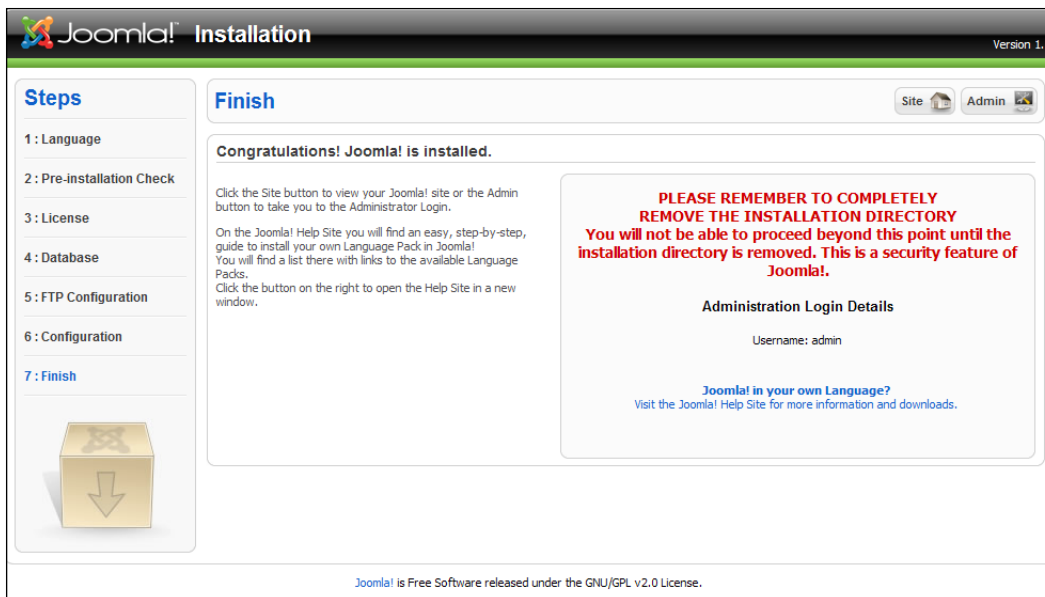 Joomla!™ Installation
Version 1.
Steps
1 : Language
2 : Pre-installation Check
3 : License
4 : Database
5 : FTP Configuration
6 : Configuration
7 : Finish
Finish
Site
Admin
Congratulations! Joomla! is installed.
Click the Site button to view your Joomla! site or the Admin
button to take you to the Administrator Login.
On the Joomla! Help Site you will find an easy, step-by-step,
guide to install your own Language Pack in Joomla!
You will find a list there with links to the available Language
Packs.
Click the button on the right to open the Help Site in a new
window.
PLEASE REMEMBER TO COMPLETELY
REMOVE THE INSTALLATION DIRECTORY
You will not be able to proceed beyond this point until the
installation directory is removed. This is a security feature of
Joomla!.
Administration Login Details
Username: admin
Joomla! in your own Language?
Visit the Joomla! Help Site for more information and downloads.
Joomla! is Free Software released under the GNU/GPL v2.0 License.